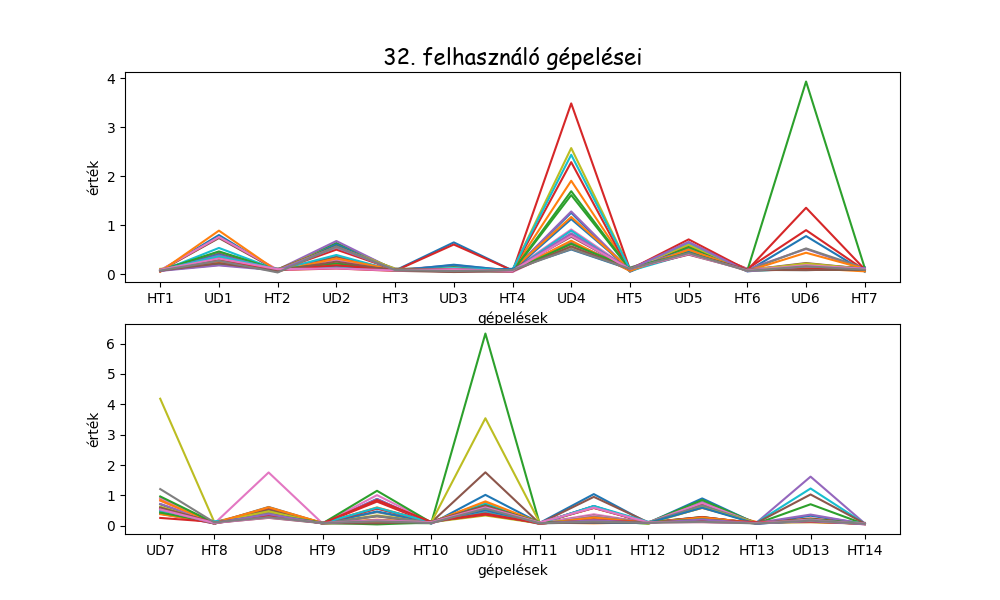 32. felhasználó gépelései
érték
4
3
2
1
0
HT1 UD1 HT2 UD2 HT3 UD3 HT4 UD4 HT5 UD5 HT6 UD6 HT7
gépelések
érték
6
5
4
3
2
1
0
UD7 HT8 UD8 HT9 UD9 HT10 UD10 HT11 UD11 HT12 UD12 HT13 UD13 HT14
gépelések